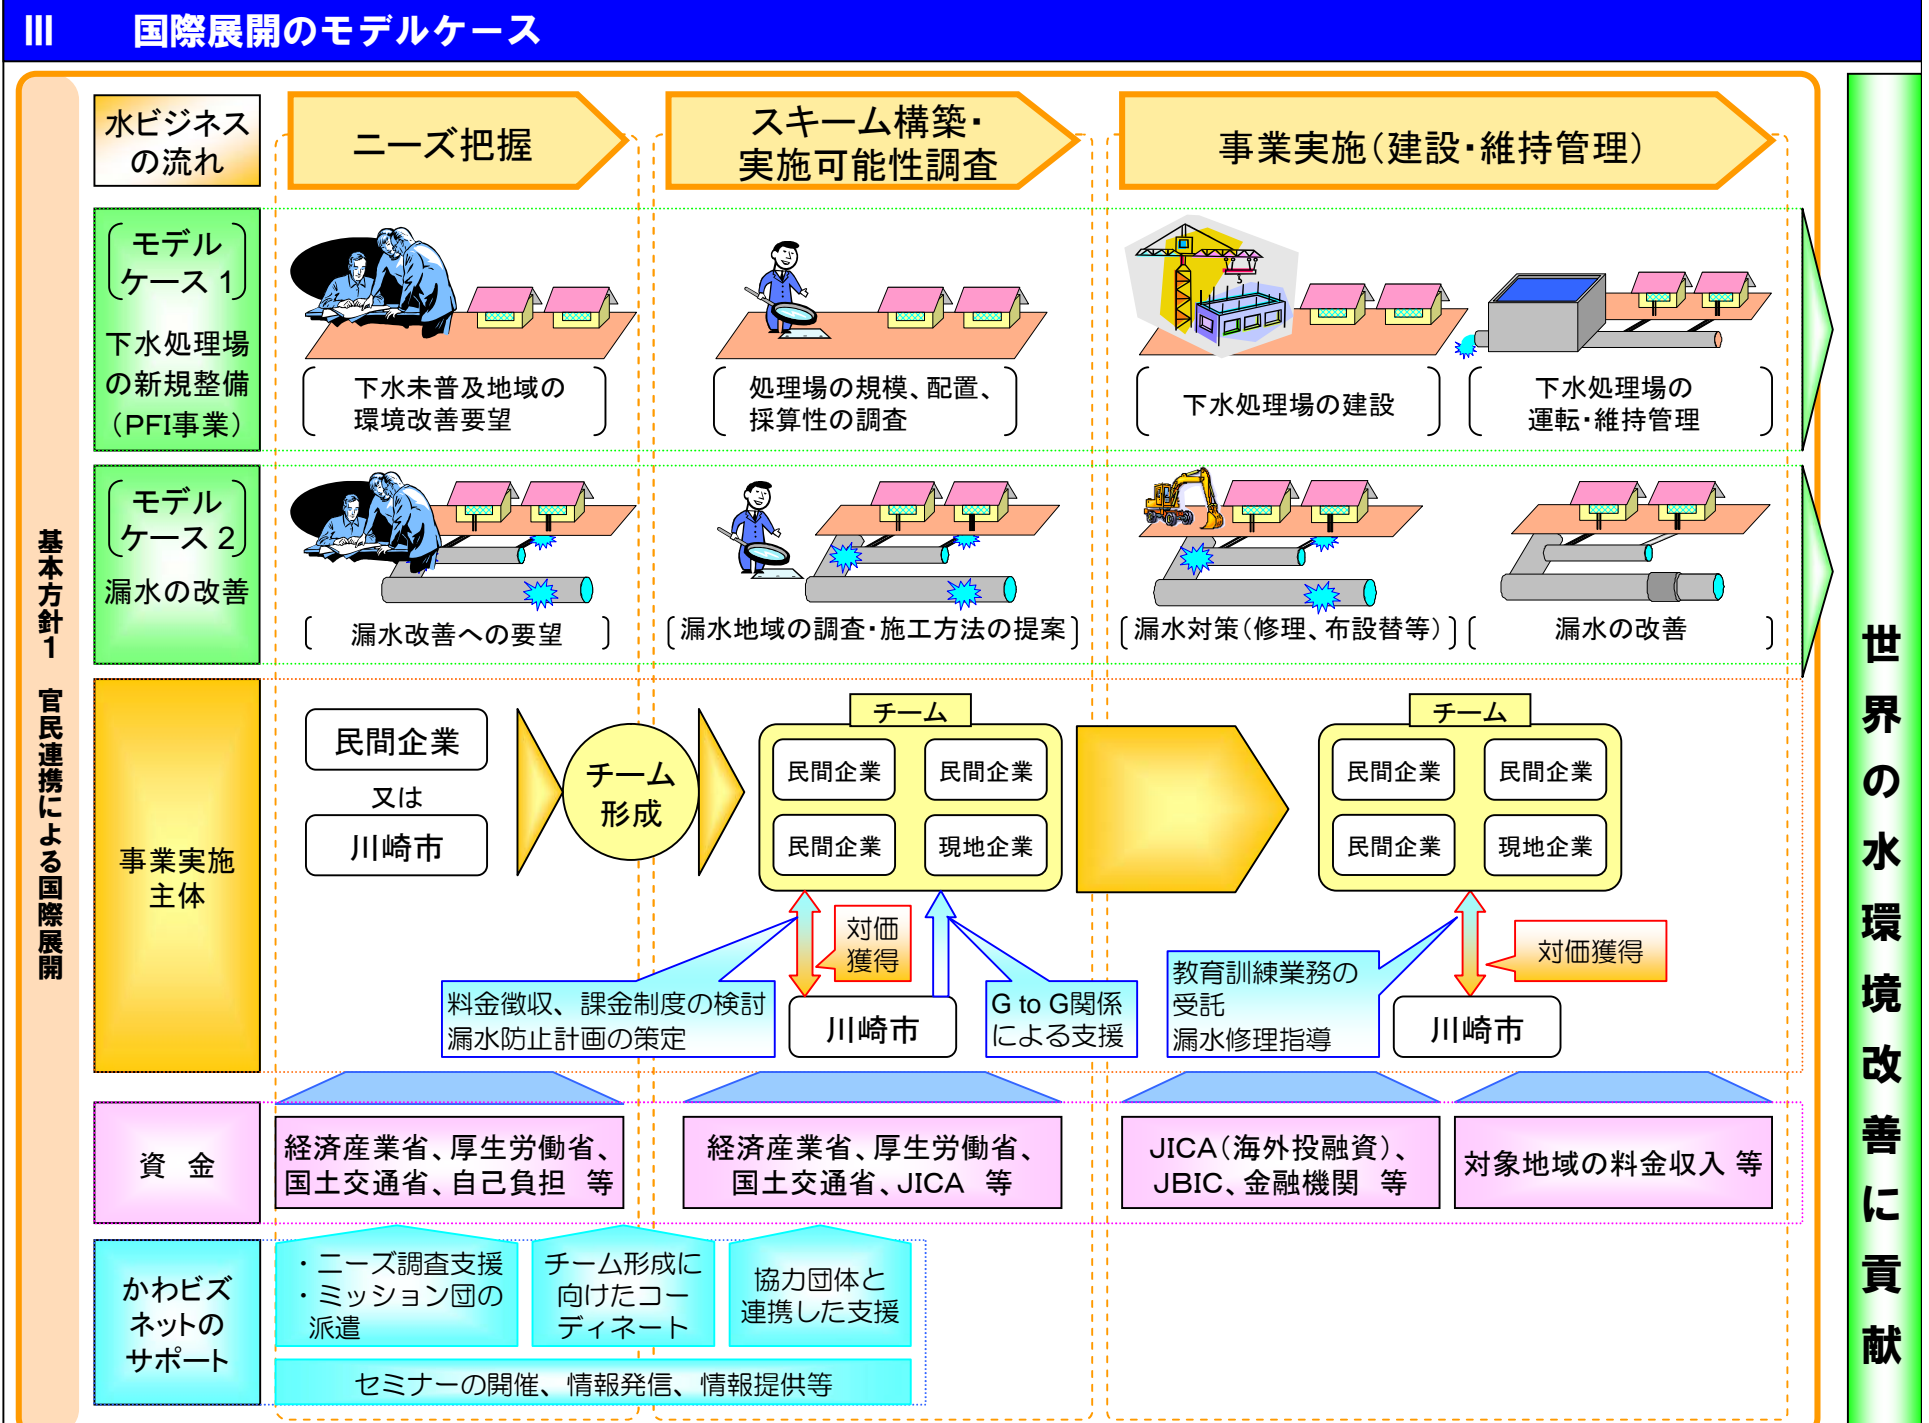 Ⅲ 国際展開のモデルケース
基本方針1 官民連携による国際展開
水ビジネス
の流れ
ニーズ把握
スキーム構築・
実施可能性調査
事業実施(建設・維持管理)
モデル
ケース 1
下水処理場
の新規整備
(PFI事業)
下水未普及地域の
環境改善要望
処理場の規模、配置、
採算性の調査
下水処理場の建設
下水処理場の
運転・維持管理
モデル
ケース 2
漏水の改善
漏水改善への要望
漏水地域の調査・施工方法の提案
漏水対策(修理、布設替等)
漏水の改善
事業実施
主体
民間企業
又は
川崎市
チーム
形成
チーム
民間企業
民間企業
民間企業
現地企業
対価
獲得
料金徴収、課金制度の検討
漏水防止計画の策定
川崎市
G to G関係
による支援
チーム
民間企業
民間企業
民間企業
現地企業
教育訓練業務の
受託
漏水修理指導
対価獲得
川崎市
資 金
経済産業省、厚生労働省、
国土交通省、自己負担 等
経済産業省、厚生労働省、
国土交通省、JICA 等
JICA(海外投融資)、
JBIC、金融機関 等
対象地域の料金収入 等
かわビズ
ネットの
サポート
・ニーズ調査支援
・ミッション団の
派遣
チーム形成に
向けたコー
ディネート
協力団体と
連携した支援
セミナーの開催、情報発信、情報提供等
世界の水環境改善に貢献